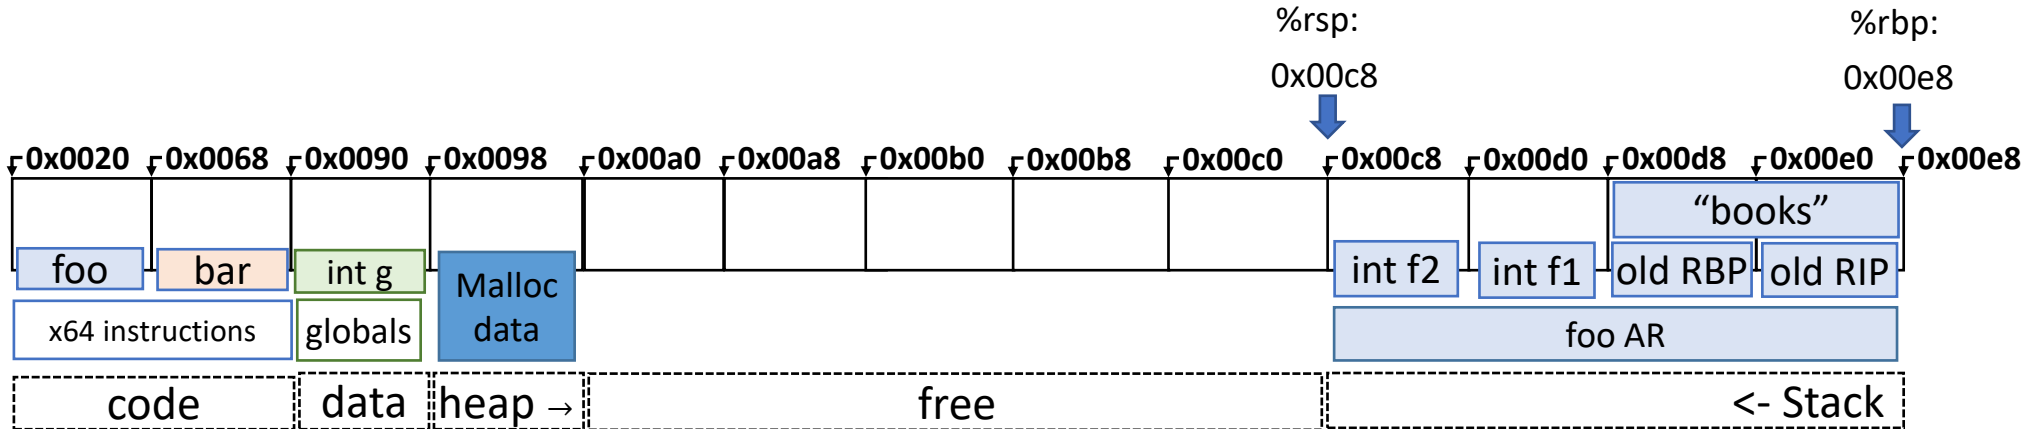 %rsp:
%rbp:
0x00c8
0x00e8
0x0020 0x0068 0x0090 0x0098 0x00a0 0x00a8 0x00b0 0x00b8 0x00c0 0x00c8 0x00d0 0x00d8 0x00e0 0x00e8
“books”
foo bar int g int f2 int f1 old RBP old RIP
Malloc
data
x64 instructions globals foo AR
code data heap → free <- Stack